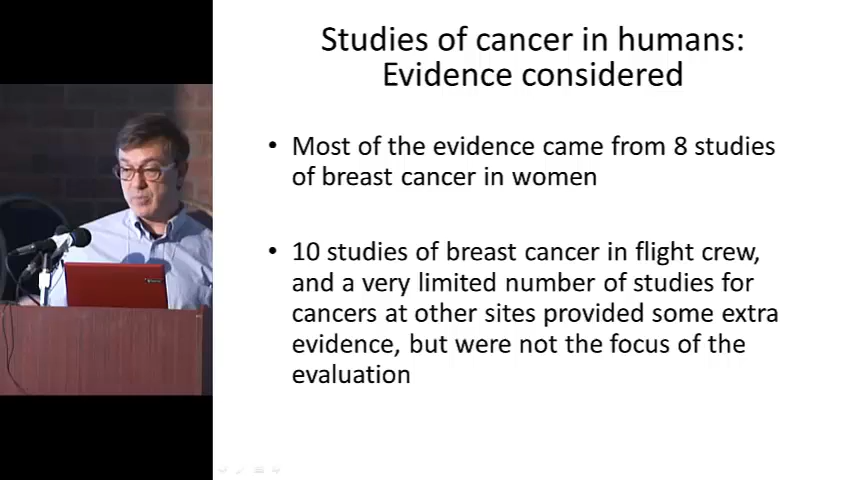 Studies of cancer in humans:
Evidence considered
• Most of the evidence came from 8 studies
of breast cancer in women
• 10 studies of breast cancer in flight crew,
and a very limited number of studies for
cancers at other sites provided some extra
evidence, but were not the focus of the
evaluation